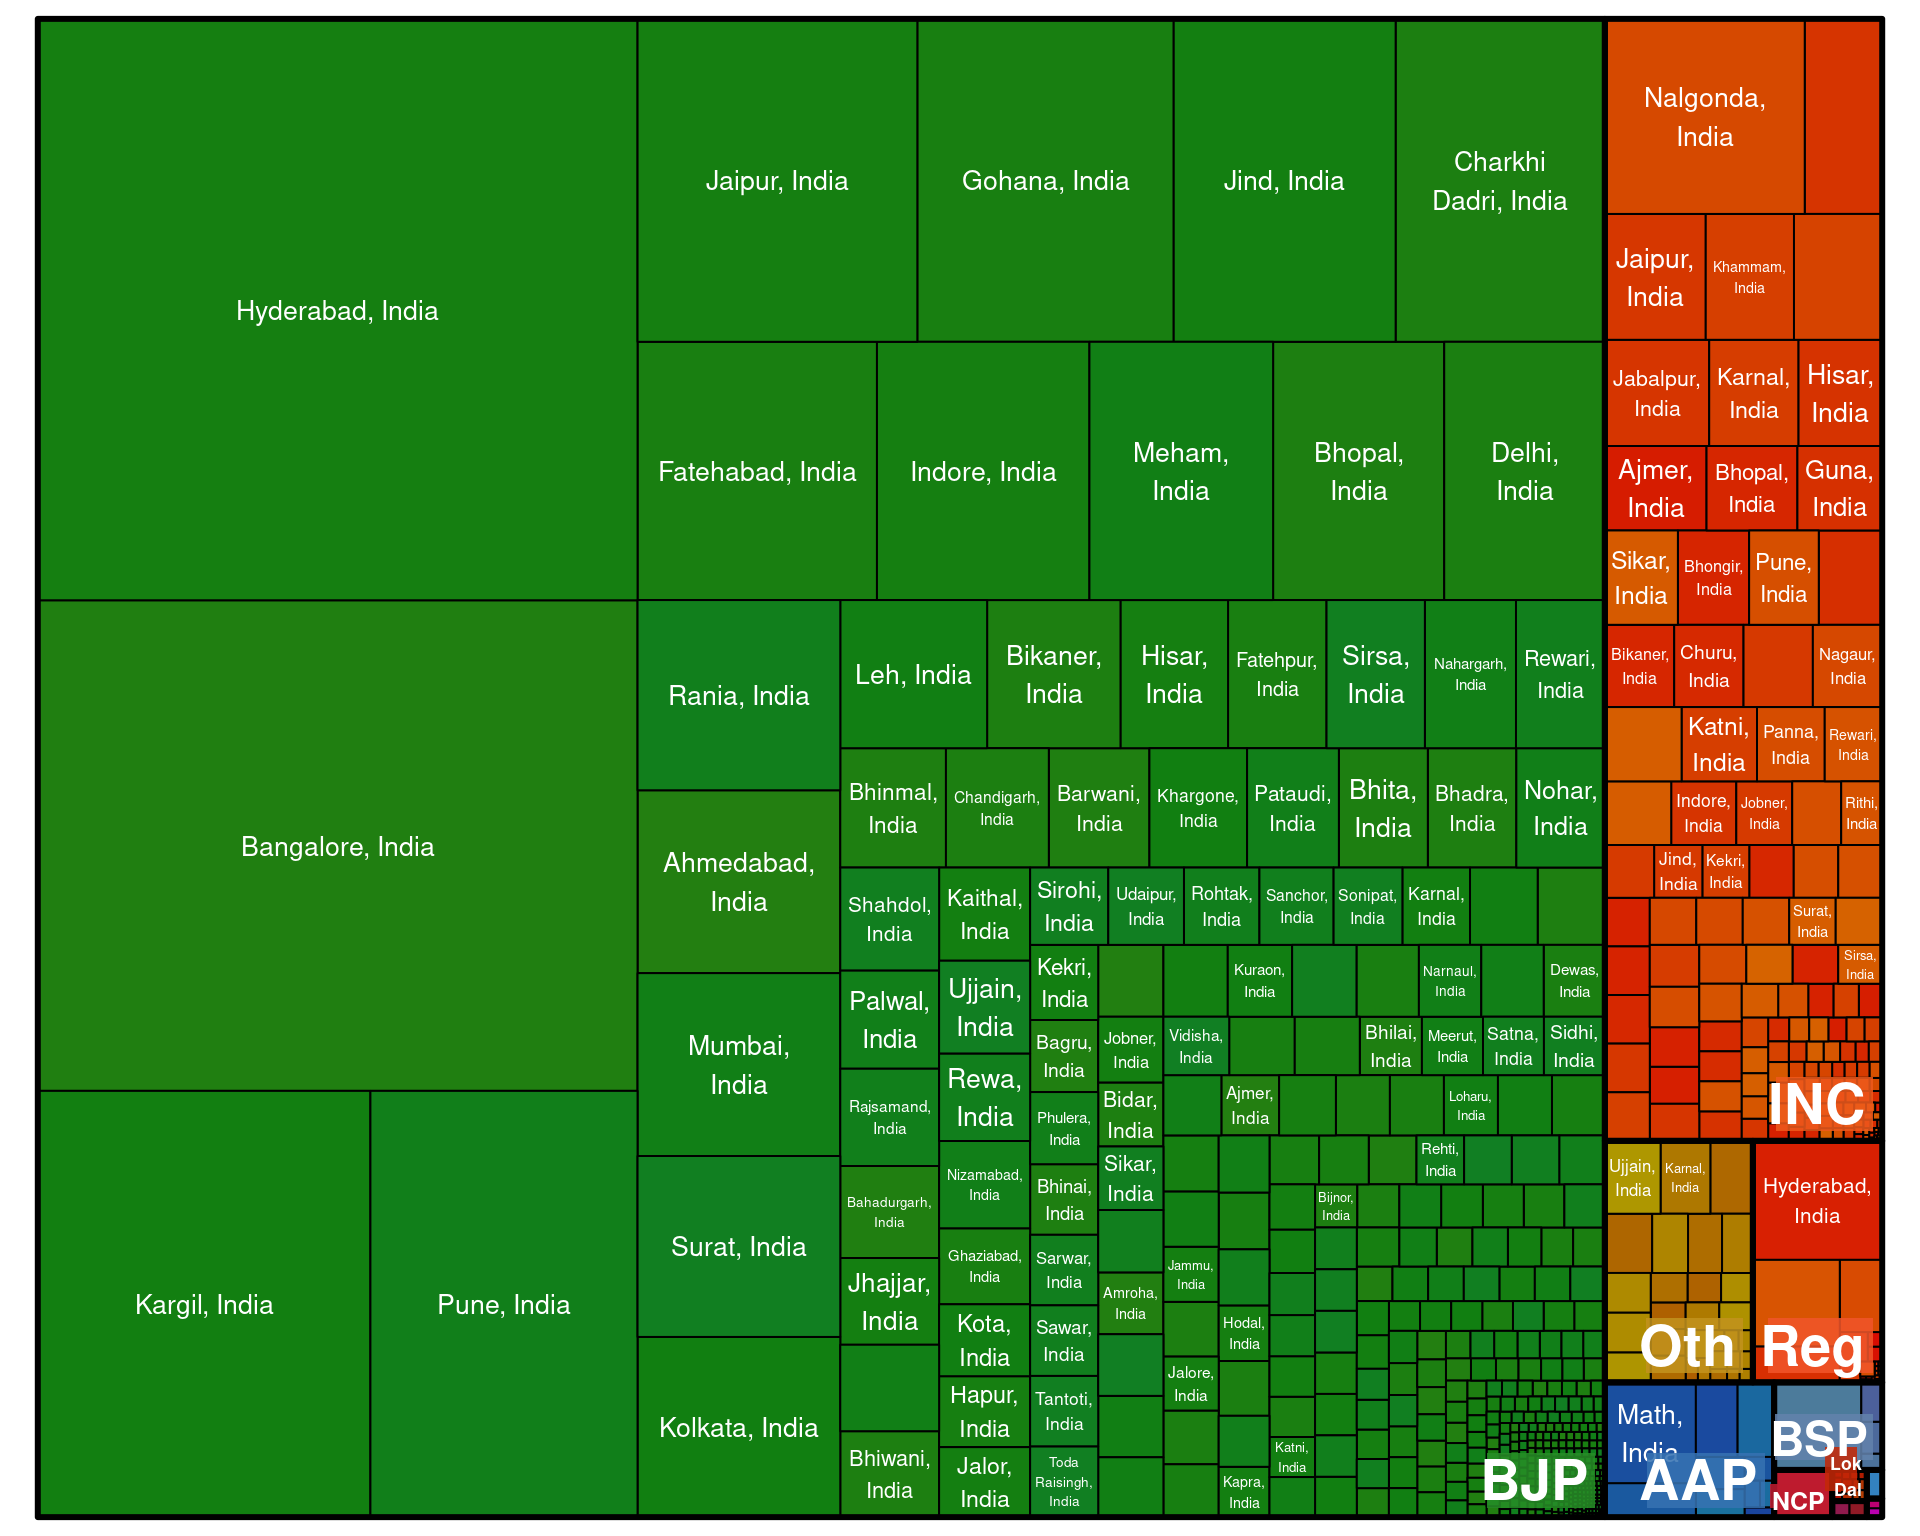 Hyderabad, India
Bangalore, India
Kargil, India
Pune, India
Jaipur, India
Gohana, India
Jind, India
Charkhi
Dadri, India
Fatehabad, India
Indore, India
Meham,
India
Bhopal,
India
Delhi,
India
Rania, India
Ahmedabad,
India
Mumbai,
India
Surat, India
Kolkata, India
Leh, India
Bikaner,
India
Hisar,
India
Fatehpur,
India
Sirsa,
India
Nahargarh,
India
Rewari,
India
Bhinmal,
India
Chandigarh,
India
Barwani,
India
Khargone,
India
Pataudi,
India
Bhita,
India
Bhadra,
India
Nohar,
India
Shahdol,
India
Palwal,
India
Rajsamand,
India
Bahadurgarh,
India
Jhajjar,
India
Bhiwani,
India
Kaithal,
India
Ujjain,
India
Rewa,
India
Nizamabad,
India
Ghaziabad,
India
Kota,
India
Hapur,
India
Jalor,
India
Sirohi,
India
Udaipur,
India
Rohtak,
India
Sanchor,
India
Sonipat,
India
Karnal,
India
Kekri,
India
Bagru,
India
Phulera,
India
Bhinai,
India
Sarwar,
India
Sawar,
India
Tantoti,
India
Toda
Raisingh,
India
Kuraon,
India
Narnaul,
India
Dewas,
India
Jobner,
India
Bidar,
India
Sikar,
India
Amroha,
India
Vidisha,
India
Bhilai,
India
Meerut,
India
Satna,
India
Sidhi,
India
Ajmer,
India
Loharu,
India
Rehti,
India
Bijnor,
India
Jammu,
India
Jalore,
India
Hodal,
India
Kapra,
India
Katni,
India
BJP
Nalgonda,
India
Jaipur,
India
Khammam,
India
Jabalpur,
India
Karnal,
India
Hisar,
India
Ajmer,
India
Bhopal,
India
Guna,
India
Sikar,
India
Bhongir,
India
Pune,
India
Bikaner,
India
Churu,
India
Nagaur,
India
Katni,
India
Panna,
India
Rewari,
India
Indore,
India
Jobner,
India
Rithi,
India
Jind,
India
Kekri,
India
Surat,
India
Sirsa,
India
INC
Ujjain,
India
Karnal,
India
Oth
Hyderabad,
India
Reg
Math,
India
AAP
BSP
Lok
Dal
NCP